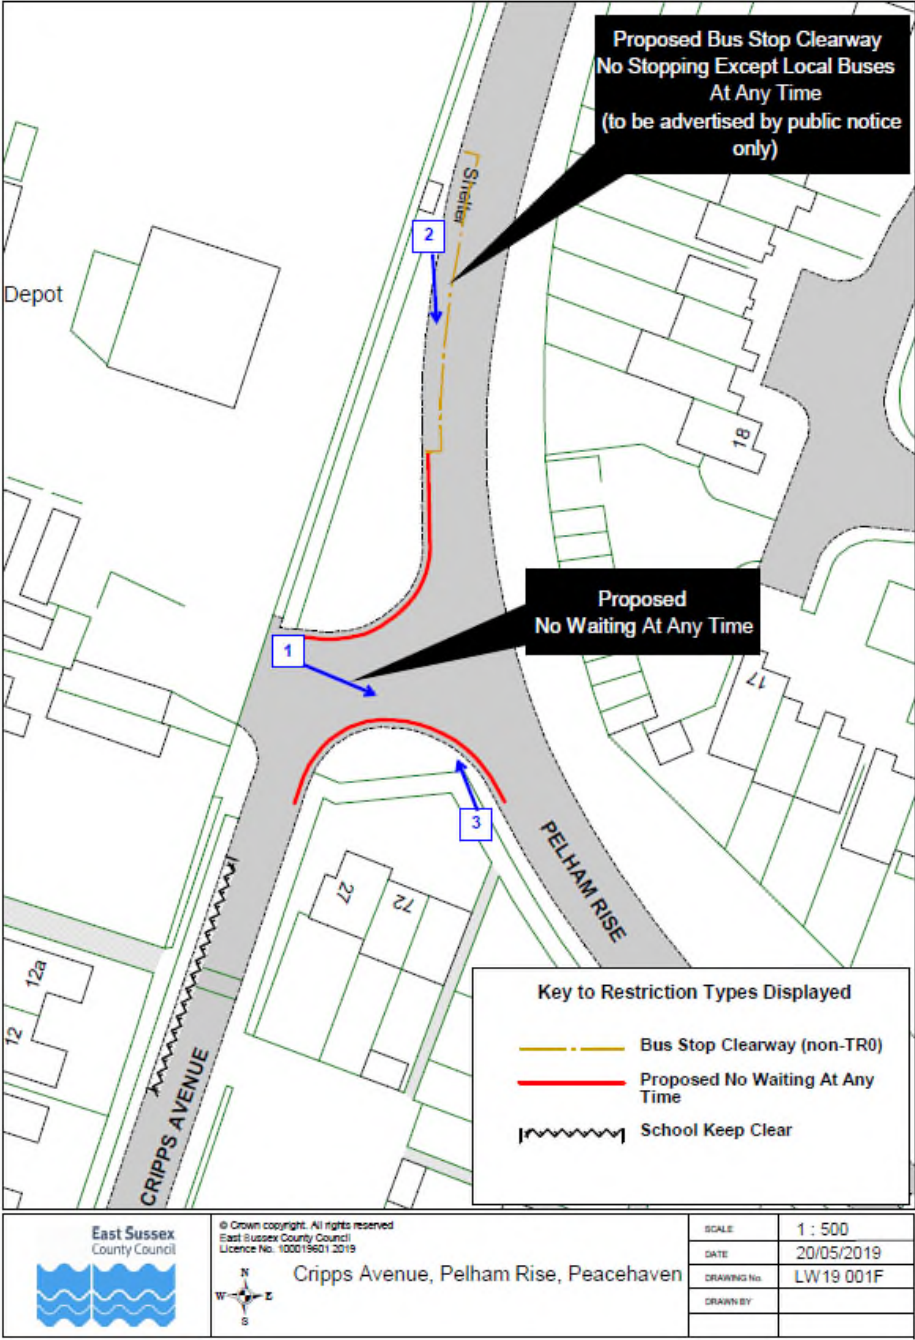 Proposed Bus Stop Clearway
No Stopping Except Local Buses
At Any Time
(to be advertised by public notice
only)
Shelter
2
Depot
18
Proposed
No Waiting At Any Time
1
17
3
PELHAM RISE
27
72
12a
12
CRIPPS AVENUE
Key to Restriction Types Displayed
Bus Stop Clearway (non-TR0)
Proposed No Waiting At Any
Time
School Keep Clear
East Sussex
County Council
© Crown copyright. All rights reserved
East Sussex County Council
Licence No. 100019601 2019
N
W E
S
Cripps Avenue, Pelham Rise, Peacehaven
SCALE 1 : 500
DATE 20/05/2019
DRAWING No. LW19 001F
DRAWN BY